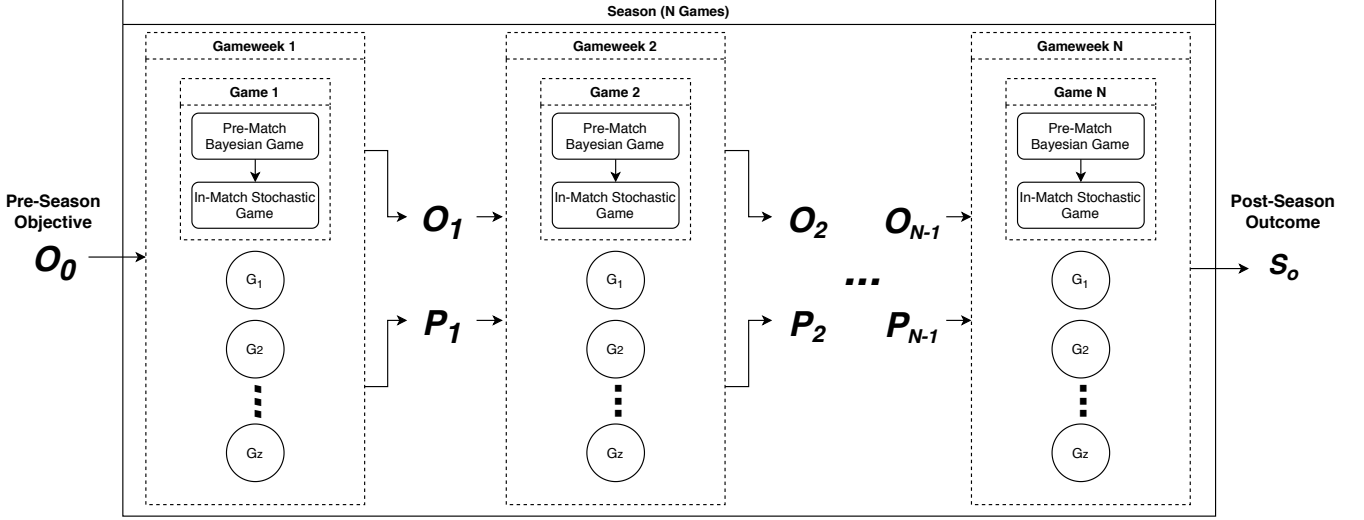 Season (N Games)
Gameweek 1
Gameweek 2
Gameweek N
Game 1
Game 2
Game N
Pre-Match
Bayesian Game
In-Match Stochastic
Game
Pre-Match
Bayesian Game
In-Match Stochastic
Game
Pre-Match
Bayesian Game
In-Match Stochastic
Game
Pre-Season
Objective
O0
O1
O2
ON-1
Post-Season
Outcome
So
...
P1
P2
PN-1
G1
G2
Gz
G1
G2
Gz
G1
G2
Gz